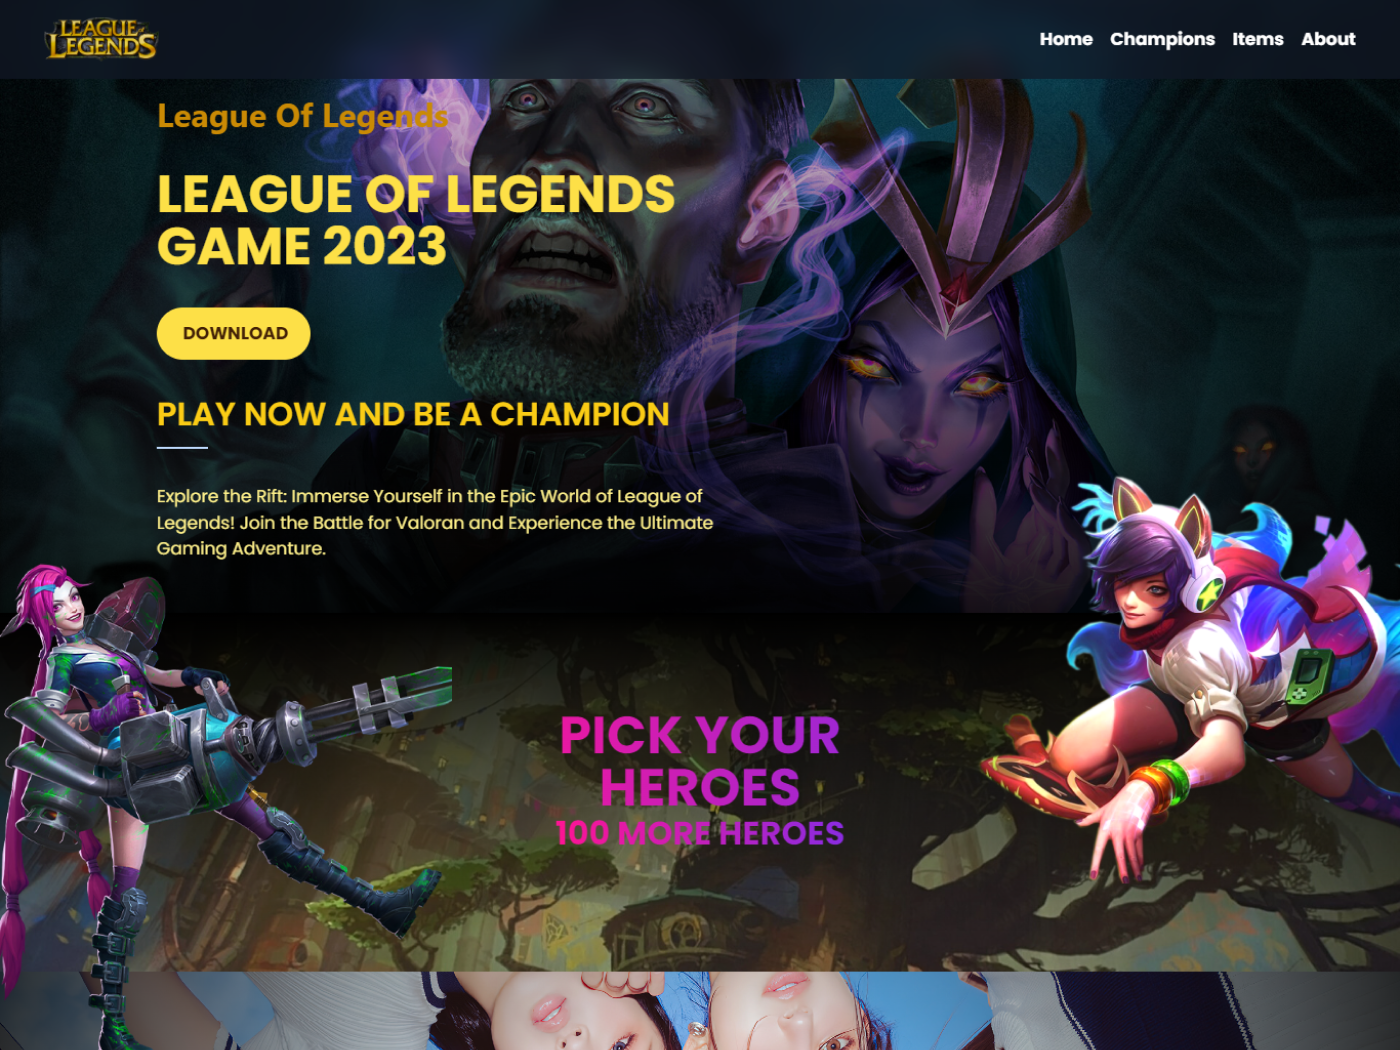 LEAGUE of
LEGENDS
Home Champions Items About
League Of Legends
LEAGUE OF LEGENDS
GAME 2023
DOWNLOAD
PLAY NOW AND BE A CHAMPION
Explore the Rift: Immerse Yourself in the Epic World of League of
Legends! Join the Battle for Valoran and Experience the Ultimate
Gaming Adventure.
PICK YOUR
HEROES
100 MORE HEROES